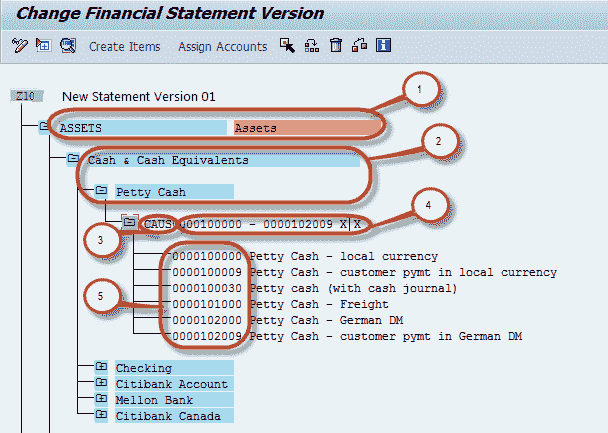 Change Financial Statement Version
Create Items Assign Accounts
Z10 New Statement Version 01
1
ASSETS Assets
2
Cash & Cash Equivalents
Petty Cash
3 CAUS 0000100000 - 0000102009 X X 4
5
0000100000 Petty Cash - local currency
0000100009 Petty Cash - customer pymt in local currency
0000100030 Petty cash (with cash journal)
0000101000 Petty Cash - Freight
0000102000 Petty Cash - German DM
0000102009 Petty Cash - customer pymt in German DM
Checking
Citibank Account
Mellon Bank
Citibank Canada